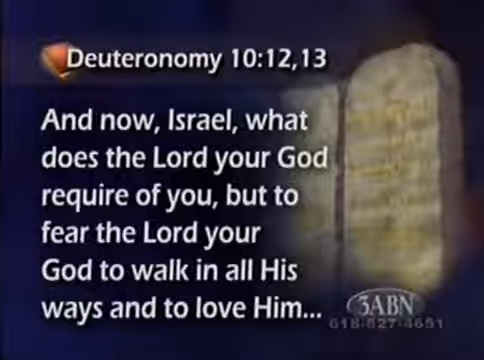 Deuteronomy 10:12,13
And now, Israel, what
does the Lord your God
require of you, but to
fear the Lord your
God to walk in all His
ways and to love Him...
3ABN
618-627-4651